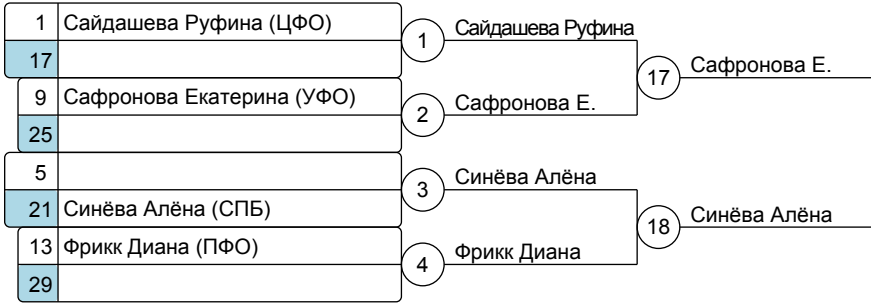 1 Сайдашева Руфина (ЦФО)
17
1 Сайдашева Руфина
9 Сафронова Екатерина (УФО)
25
2 Сафронова Е.
17 Сафронова Е.
5
21 Синёва Алёна (СПБ)
3 Синёва Алёна
13 Фрикк Диана (ПФО)
29
4 Фрикк Диана
18 Синёва Алёна